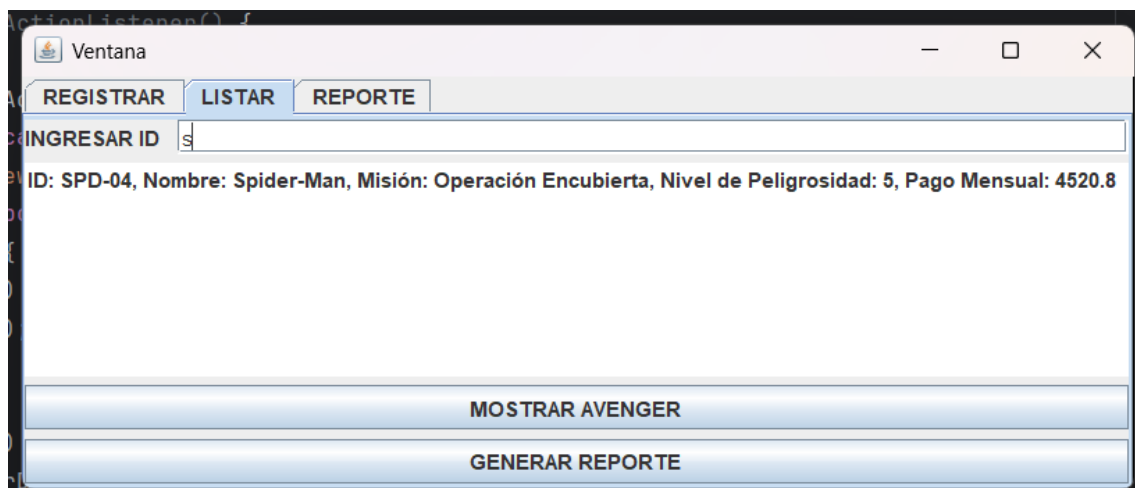 ActionListener() {
Ventana
REGISTRAR LISTAR REPORTE
INGRESAR ID s
ID: SPD-04, Nombre: Spider-Man, Misión: Operación Encubierta, Nivel de Peligrosidad: 5, Pago Mensual: 4520.8
MOSTRAR AVENGER
GENERAR REPORTE